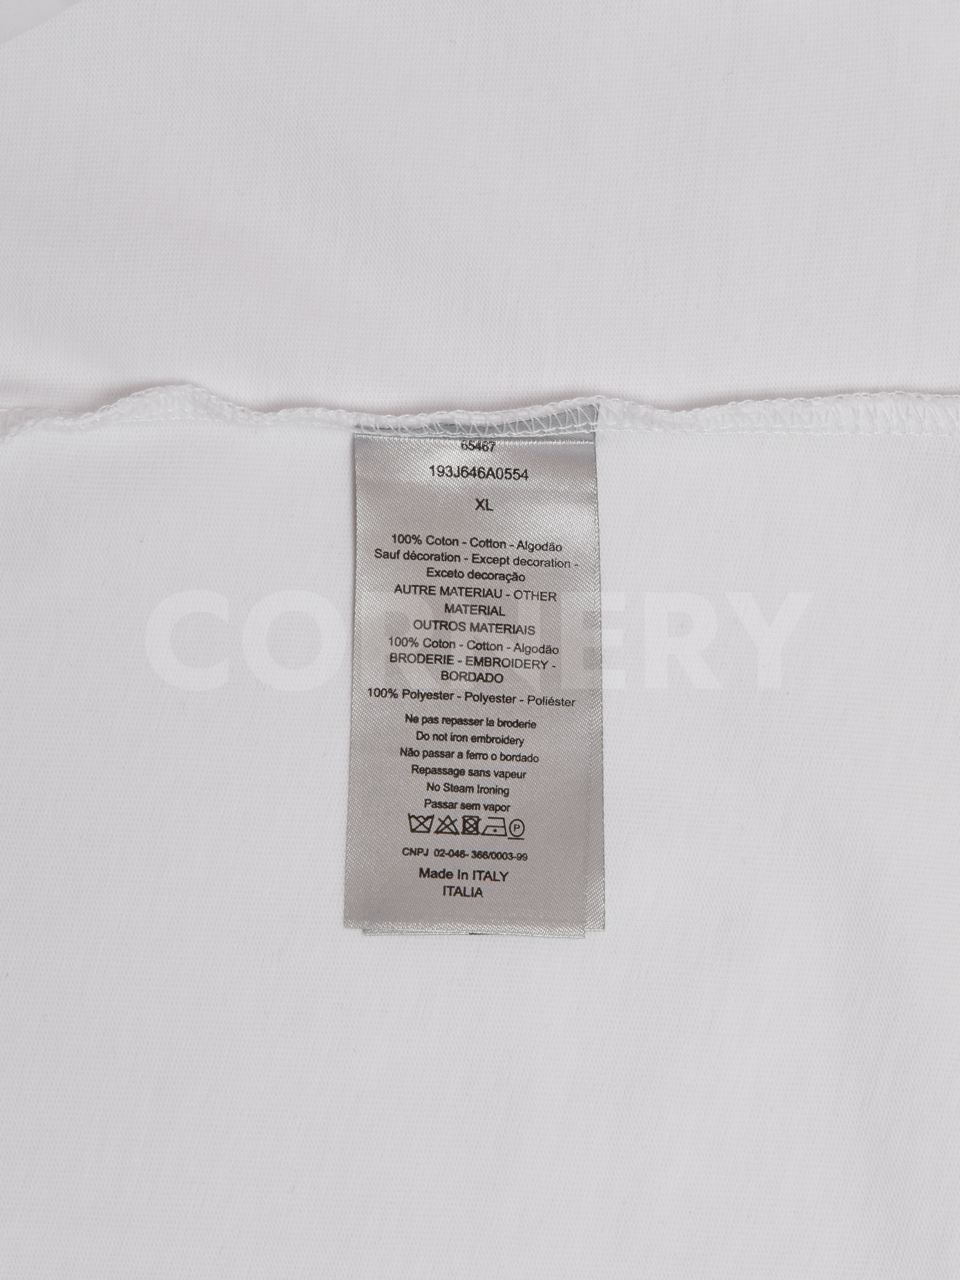 65467
193J646A0554
XL
100% Coton - Cotton - Algodão
Sauf décoration - Except decoration -
Exceto decoração
AUTRE MATERIAU - OTHER
MATERIAL
OUTROS MATERIAIS
100% Coton - Cotton - Algodão
BRODERIE - EMBROIDERY -
BORDADO
100% Polyester - Polyester - Poliéster
Ne pas repasser la broderie
Do not iron embroidery
Não passar a ferro o bordado
Repassage sans vapeur
No Steam Ironing
Passar sem vapor
P
CNPJ 02-046- 366/0003-99
Made In ITALY
ITALIA
CORNERY